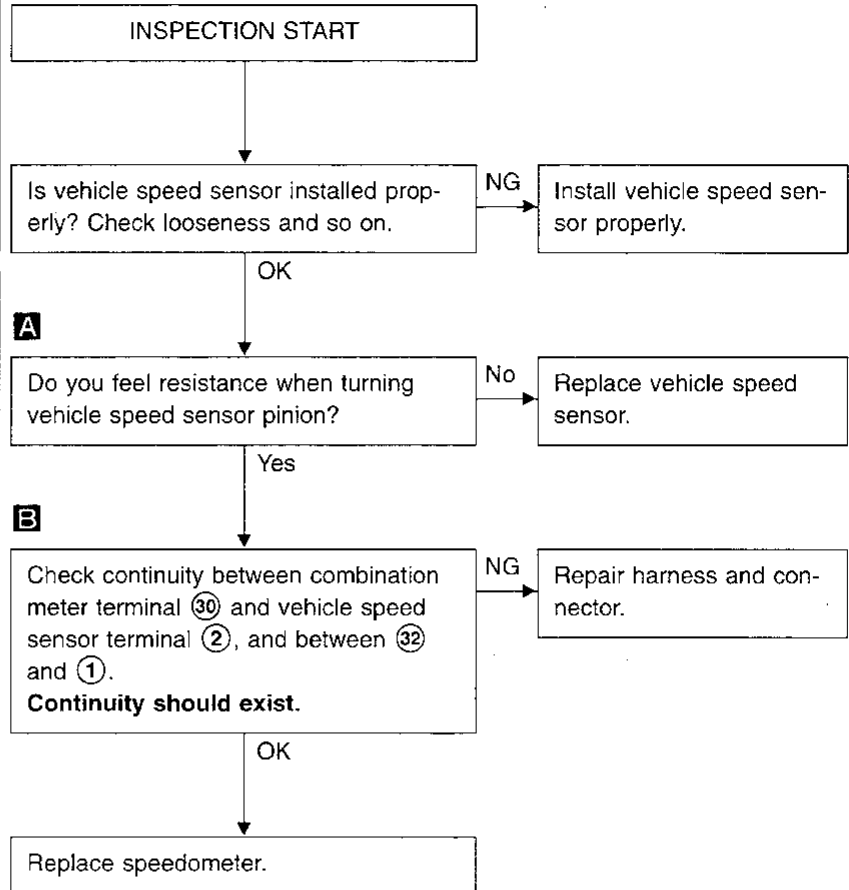 INSPECTION START
Is vehicle speed sensor installed prop-
erly? Check looseness and so on.
NG
Install vehicle speed sen-
sor properly.
OK
A
Do you feel resistance when turning
vehicle speed sensor pinion?
No
Replace vehicle speed
sensor.
Yes
B
Check continuity between combination
meter terminal ㉚ and vehicle speed
sensor terminal ②, and between ㉜
and ①.
Continuity should exist.
NG
Repair harness and con-
nector.
OK
Replace speedometer.